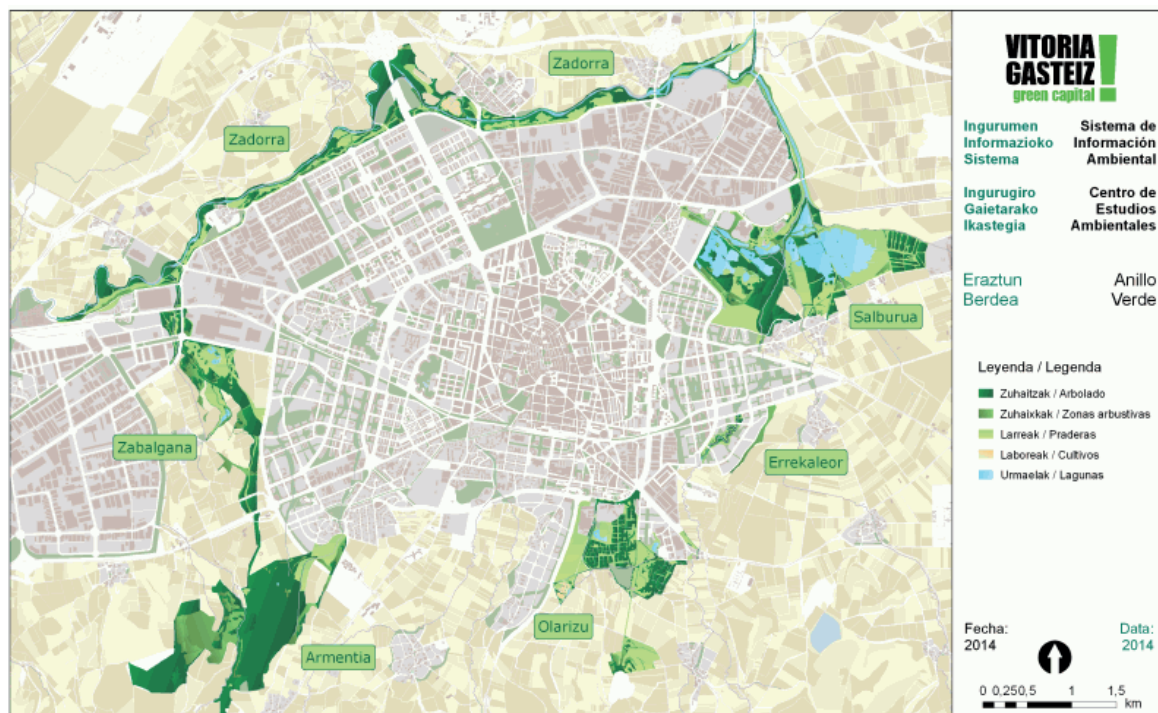 Zadorra
Zadorra
Zabalgana
Armentia
Olarizu
Errekaleor
Salburua
VITORIA
GASTEIZ!
green capital
Ingurumen
Informazioko
Sistema
Sistema de
Información
Ambiental
Ingurugiro
Gaietarako
Ikastegia
Centro de
Estudios
Ambientales
Eraztun
Berdea
Anillo
Verde
Leyenda / Legenda
Zuhaitzak / Arbolado
Zuhaixkak / Zonas arbustivas
Larreak / Praderas
Laboreak / Cultivos
Urmaelak / Lagunas
Fecha:
2014
Data:
2014
0 0,25 0,5 1 1,5
km